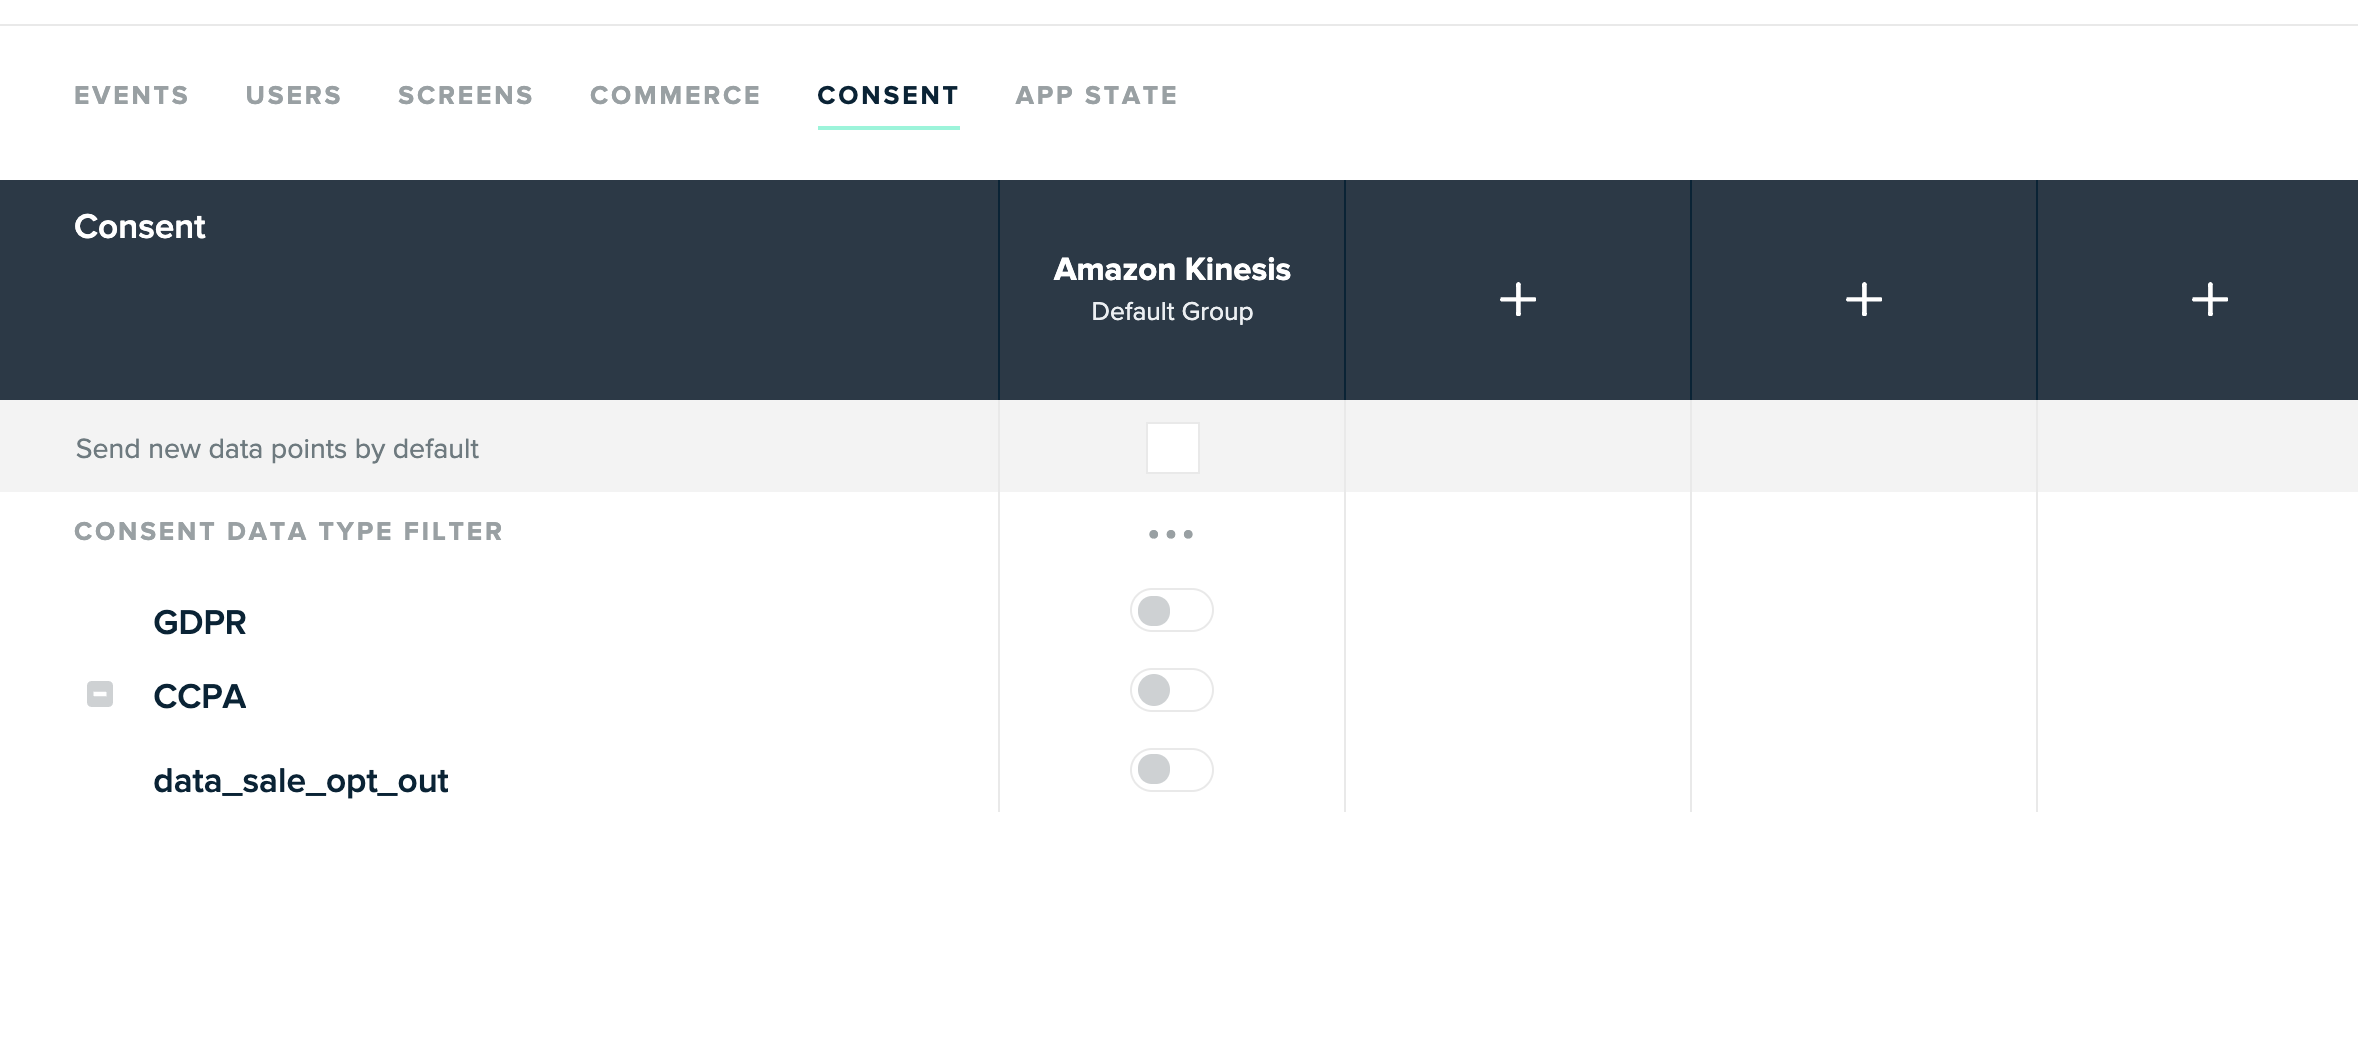 EVENTS USERS SCREENS COMMERCE CONSENT APP STATE
Consent
Amazon Kinesis
Default Group
Send new data points by default
CONSENT DATA TYPE FILTER
GDPR
CCPA
data_sale_opt_out